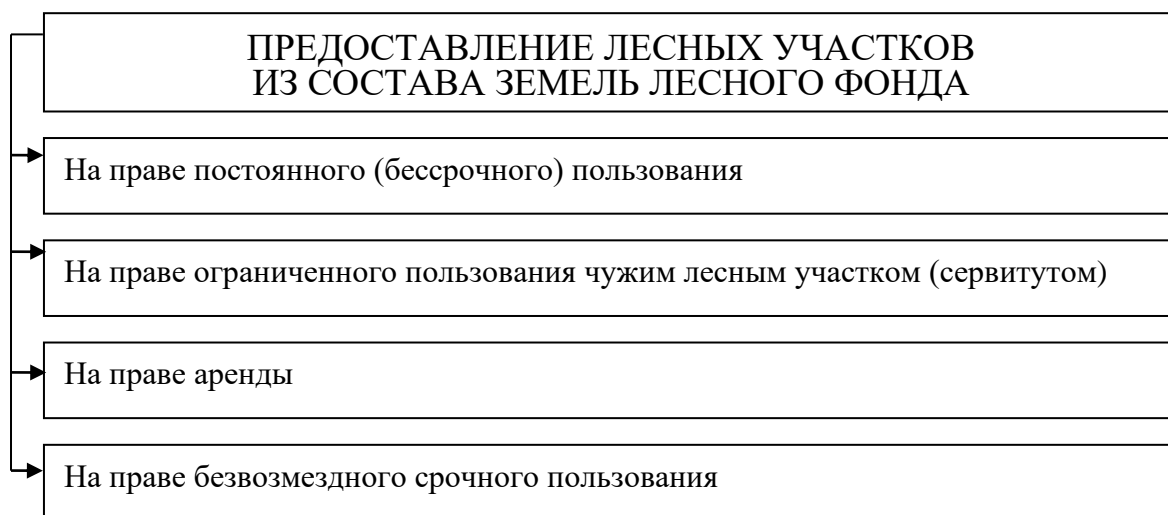 ПРЕДОСТАВЛЕНИЕ ЛЕСНЫХ УЧАСТКОВ
ИЗ СОСТАВА ЗЕМЕЛЬ ЛЕСНОГО ФОНДА
На праве постоянного (бессрочного) пользования
На праве ограниченного пользования чужим лесным участком (сервитутом)
На праве аренды
На праве безвозмездного срочного пользования